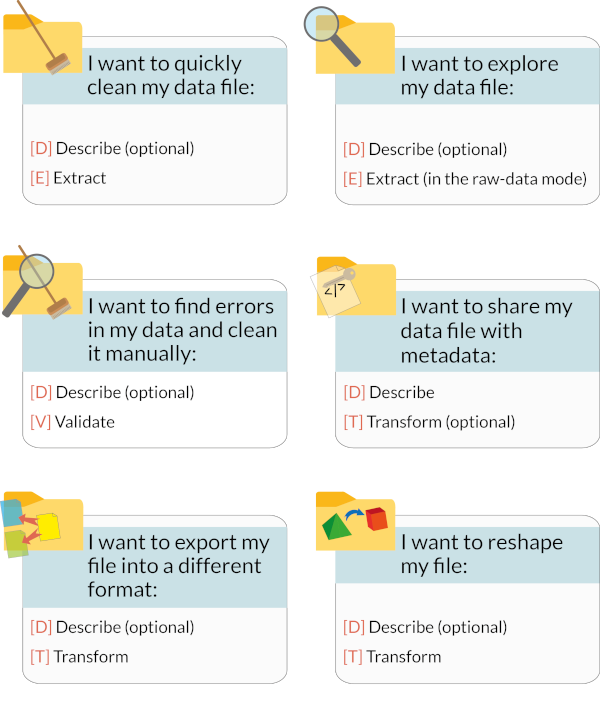 I want to quickly
clean my data file:
[D] Describe (optional)
[E] Extract
I want to explore
my data file:
[D] Describe (optional)
[E] Extract (in the raw-data mode)
I want to find errors
in my data and clean
it manually:
[D] Describe (optional)
[V] Validate
</>
I want to share my
data file with
metadata:
[D] Describe
[T] Transform (optional)
I want to export my
file into a different
format:
[D] Describe (optional)
[T] Transform
I want to reshape
my file:
[D] Describe (optional)
[T] Transform